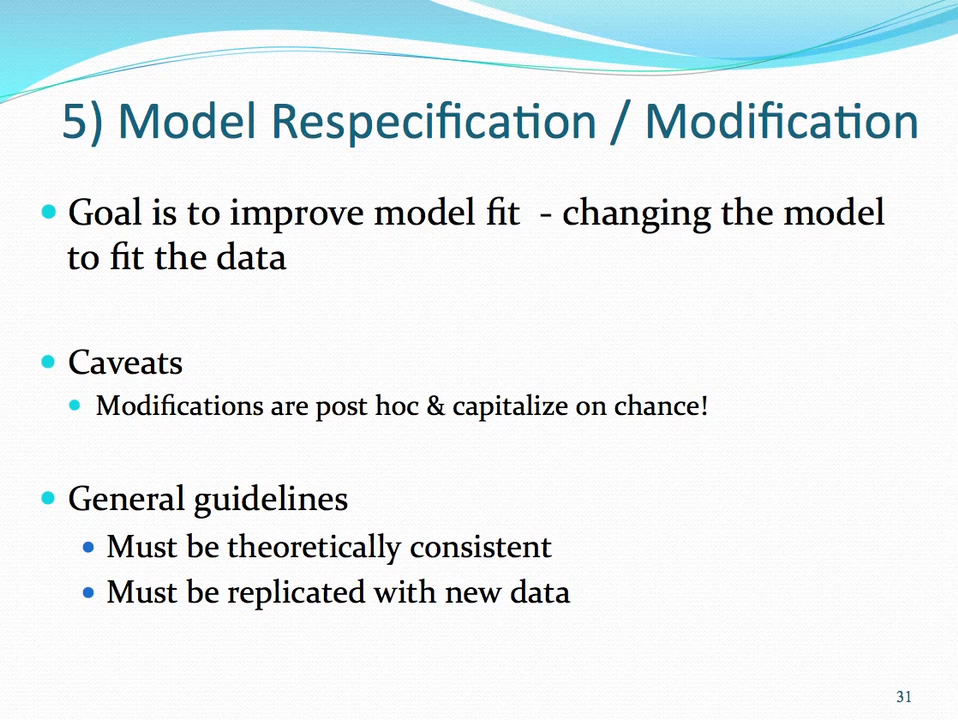 5) Model Respecification / Modification
• Goal is to improve model fit - changing the model
to fit the data
• Caveats
• Modifications are post hoc & capitalize on chance!
• General guidelines
• Must be theoretically consistent
• Must be replicated with new data
31